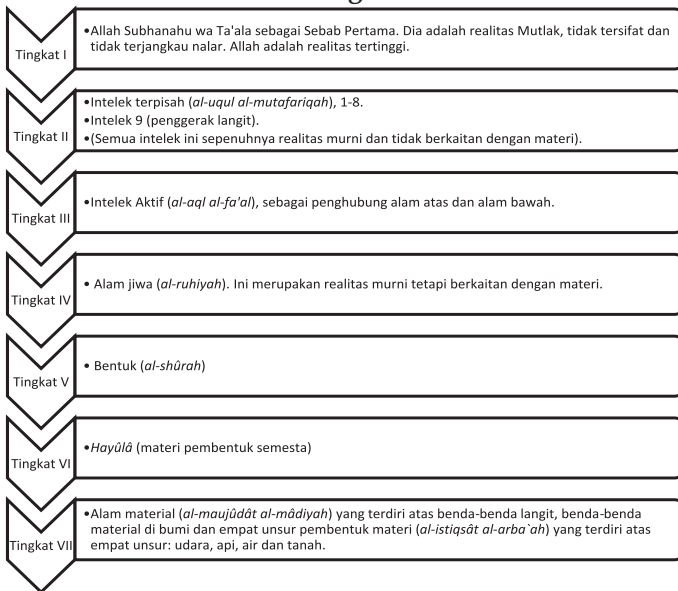 Tingkat I
•Allah Subhanahu wa Ta'ala sebagai Sebab Pertama. Dia adalah realitas Mutlak, tidak tersifat dan
tidak terjangkau nalar. Allah adalah realitas tertinggi.
Tingkat II
•Intelek terpisah (al-uqul al-mutafariqah), 1-8.
•Intelek 9 (penggerak langit).
•(Semua intelek ini sepenuhnya realitas murni dan tidak berkaitan dengan materi).
Tingkat III
•Intelek Aktif (al-aql al-fa'al), sebagai penghubung alam atas dan alam bawah.
Tingkat IV
• Alam jiwa (al-ruhiyah). Ini merupakan realitas murni tetapi berkaitan dengan materi.
Tingkat V
• Bentuk (al-shûrah)
Tingkat VI
•Hayûlâ (materi pembentuk semesta)
Tingkat VII
•Alam material (al-maujûdât al-mâdiyah) yang terdiri atas benda-benda langit, benda-benda
material di bumi dan empat unsur pembentuk materi (al-istiqsât al-arba`ah) yang terdiri atas
empat unsur: udara, api, air dan tanah.